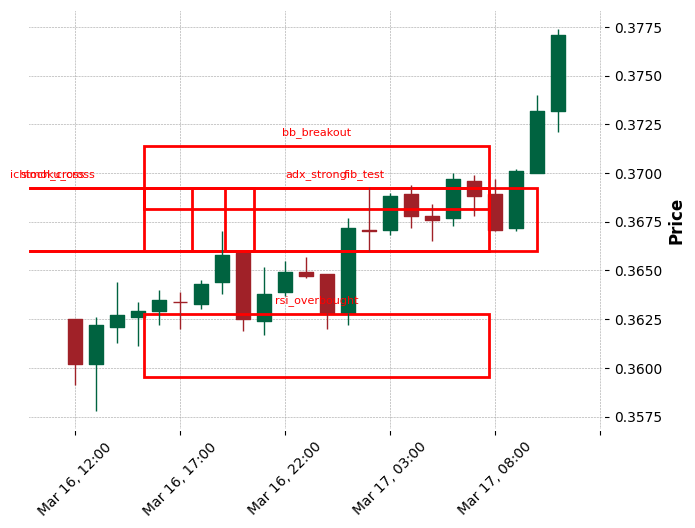 0.3775
0.3750
0.3725
0.3700
0.3675
0.3650
0.3625
0.3600
0.3575
Price
bb_breakout
adx_strong
fib_test
rsi_overbought
Mar 16, 12:00
Mar 16, 17:00
Mar 16, 22:00
Mar 17, 03:00
Mar 17, 08:00